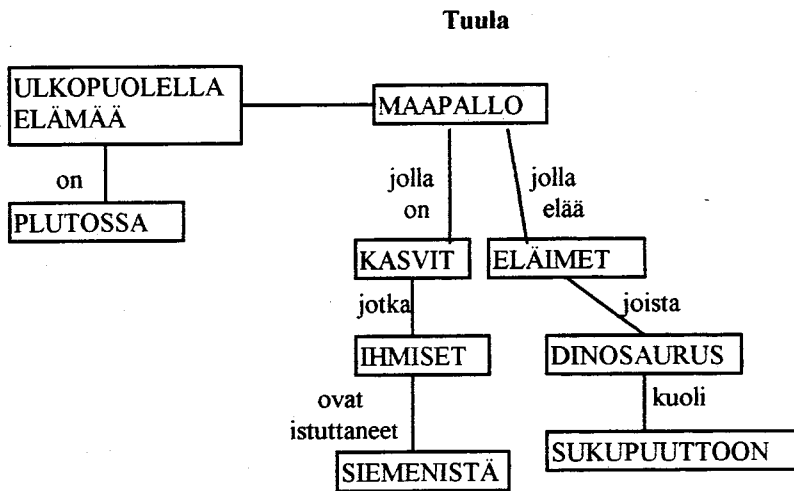 Tuula
ULKOPUOLELLA
ELÄMÄÄ
MAAPALLO
on
jolla
on
jolla
elää
PLUTOSSA
KASVIT
ELÄIMET
jotka
joista
IHMISET
DINOSAURUS
ovat
istuttaneet
kuoli
SIEMENISTÄ
SUKUPUUTTOON